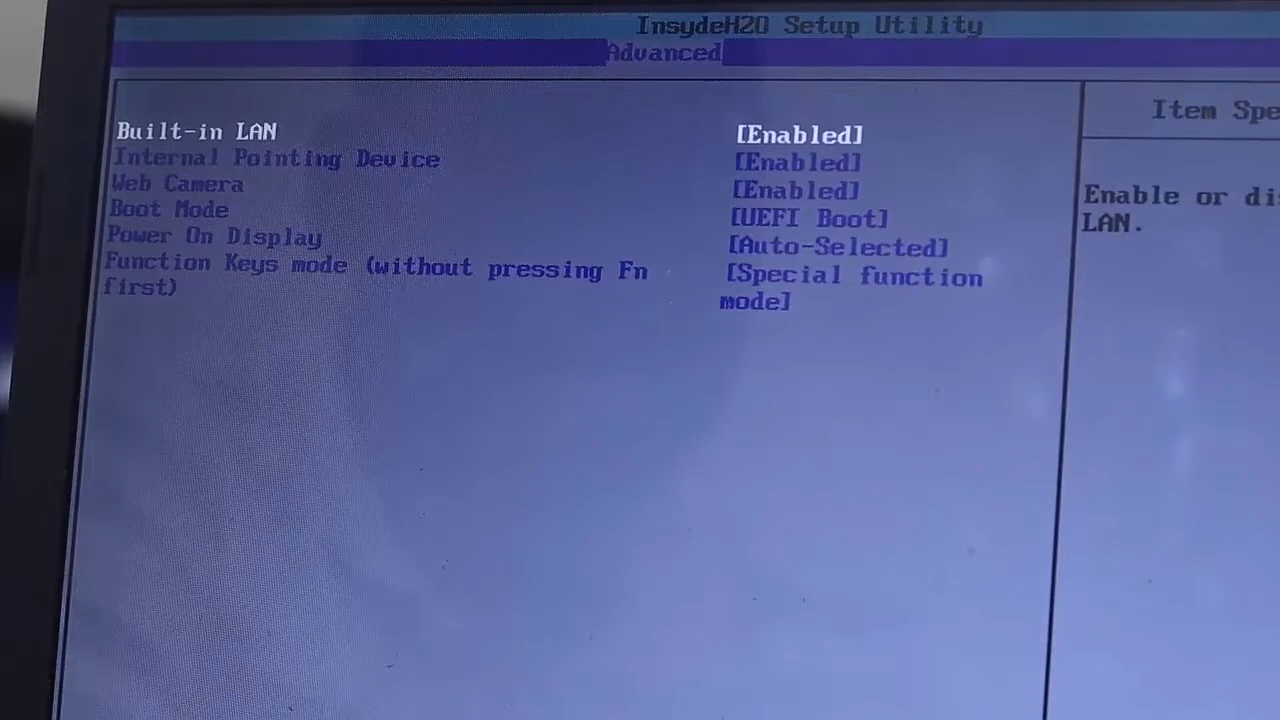 InsydeH20 Setup Utility
Advanced
Item Spe
Built-in LAN [Enabled]
Internal Pointing Device [Enabled]
Web Camera [Enabled]
Boot Mode [UEFI Boot]
Power On Display [Auto-Selected]
Function Keys mode (without pressing Fn [Special function
first) mode]
Enable or di
LAN.